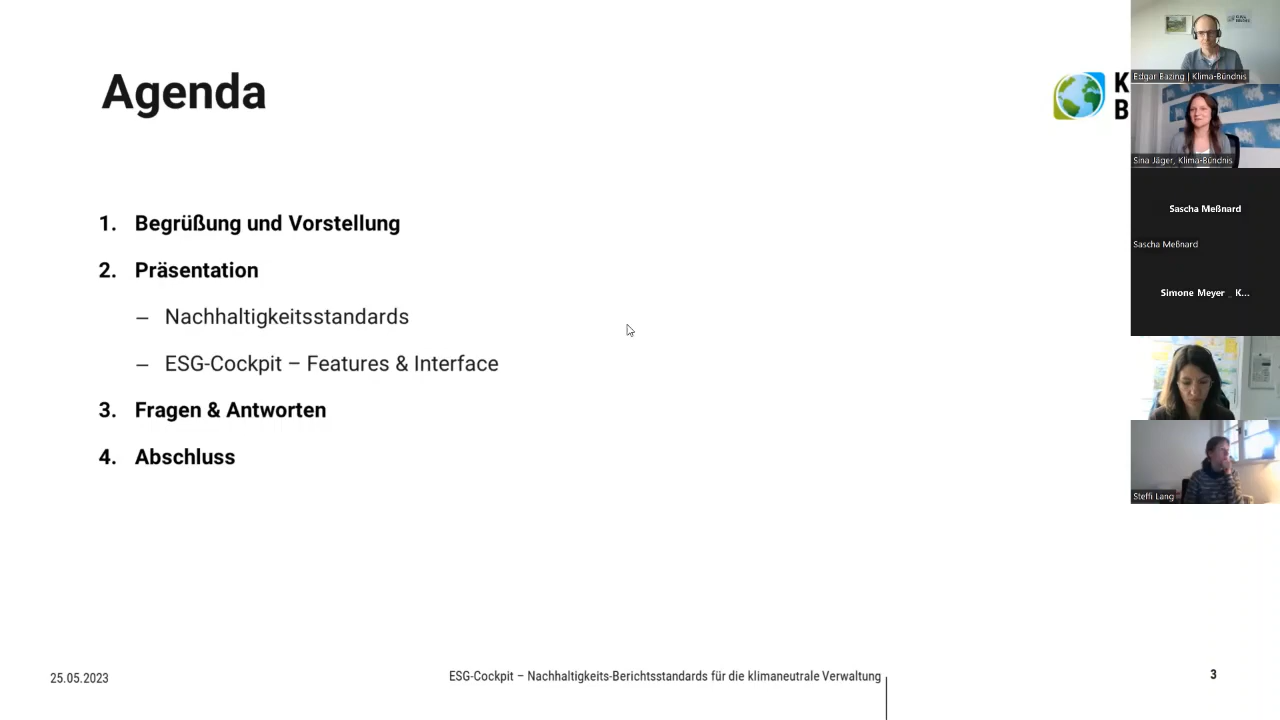 Agenda
K
B
1. Begrüßung und Vorstellung
2. Präsentation
– Nachhaltigkeitsstandards
– ESG-Cockpit – Features & Interface
3. Fragen & Antworten
4. Abschluss
25.05.2023
ESG-Cockpit – Nachhaltigkeits-Berichtsstandards für die klimaneutrale Verwaltung
3
Edgar Bazing | Klima-Bündnis
Sina Jäger, Klima-Bündnis
Sascha Meßnard
Sascha Meßnard
Simone Meyer _ K...
Steffi Lang